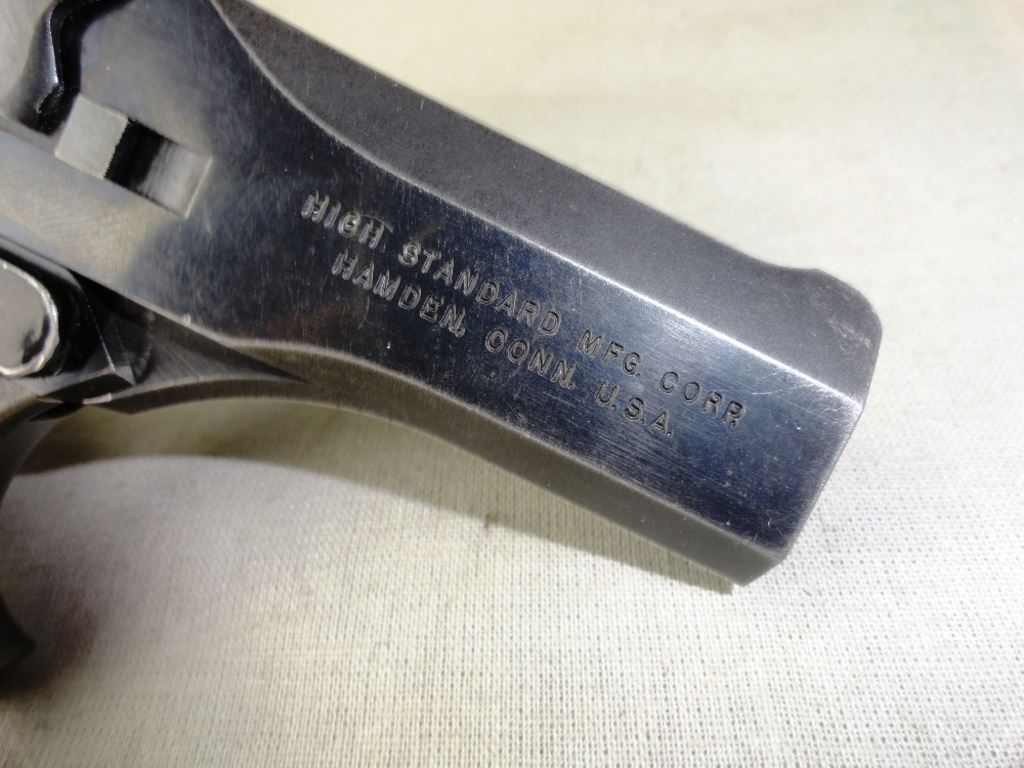 HIGH STANDARD MFG. CORP.
HAMDEN, CONN. U.S.A.